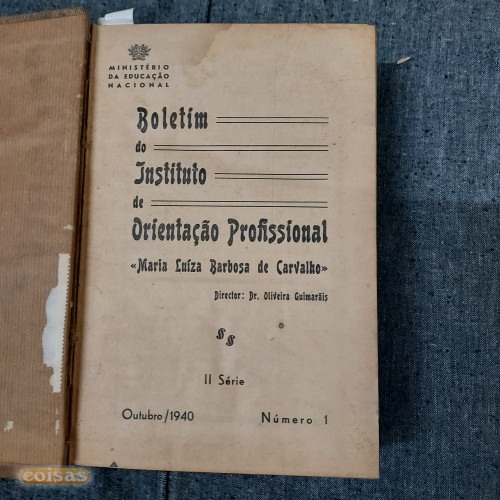 MINISTÉRIO
DA EDUCAÇÃO
NACIONAL
Boletim
do
Instituto
de
Orientação Profissional
«Maria Luíza Barbosa de Carvalho»
Director: Dr. Oliveira Guimarãis
§ §
II Série
Outubro/1940 Número 1
coisas